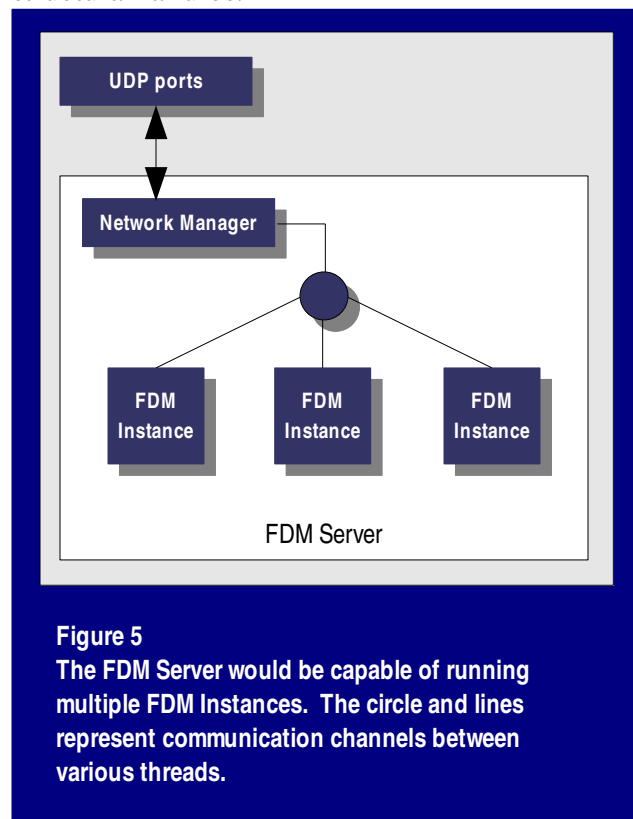 UDP ports
Network Manager
FDM
Instance
FDM
Instance
FDM
Instance
FDM Server
Figure 5
The FDM Server would be capable of running
multiple FDM Instances.  The circle and lines
represent communication channels between
various threads.